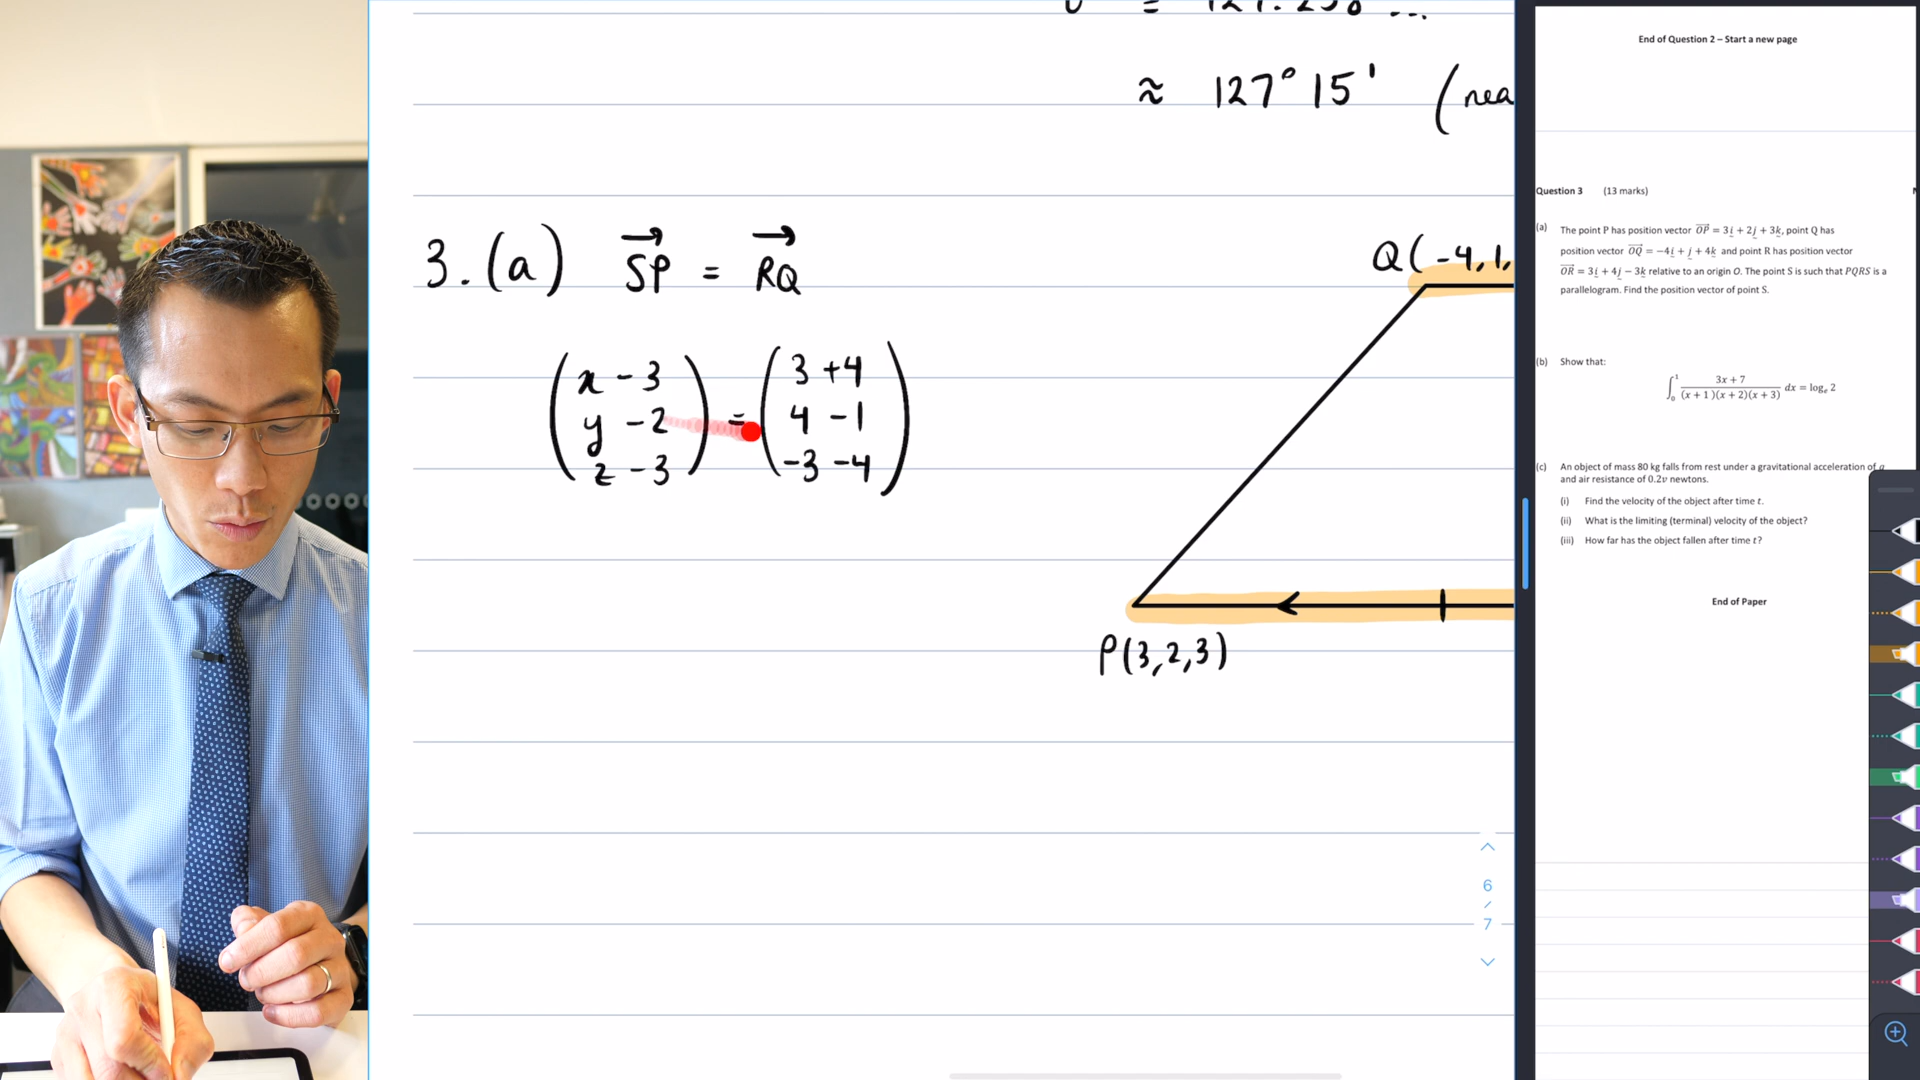 ≈ 127° 15' (nea
3. (a) SP = RQ
Q(-4,1,
(x - 3) = (3 + 4)
(y - 2) (4 - 1)
(z - 3) (-3 - 4)
P(3,2,3)
6
/
7
End of Question 2 – Start a new page
Question 3 (13 marks)
(a) The point P has position vector OP = 3i + 2j + 3k, point Q has
position vector OQ = −4i + j + 4k and point R has position vector
OR = 3i + 4j − 3k relative to an origin O. The point S is such that PQRS is a
parallelogram. Find the position vector of point S.
(b) Show that:
∫₀¹ (3x + 7)/((x + 1)(x + 2)(x + 3)) dx = logₑ 2
(c) An object of mass 80 kg falls from rest under a gravitational acceleration of g
and air resistance of 0.2v newtons.
(i) Find the velocity of the object after time t.
(ii) What is the limiting (terminal) velocity of the object?
(iii) How far has the object fallen after time t?
End of Paper